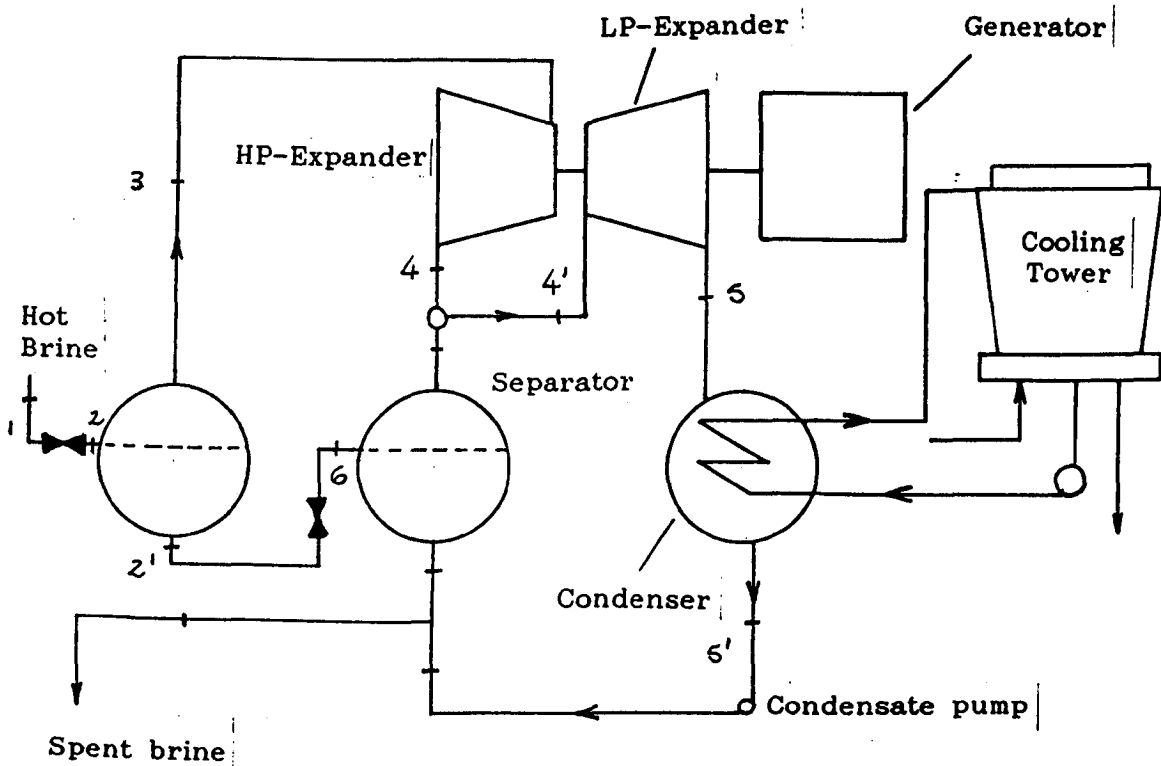 LP-Expander
Generator
HP-Expander
3
Cooling
Tower
4
4'
5
Hot
Brine
Separator
1
2
6
2'
Condenser
5'
Condensate pump
Spent brine